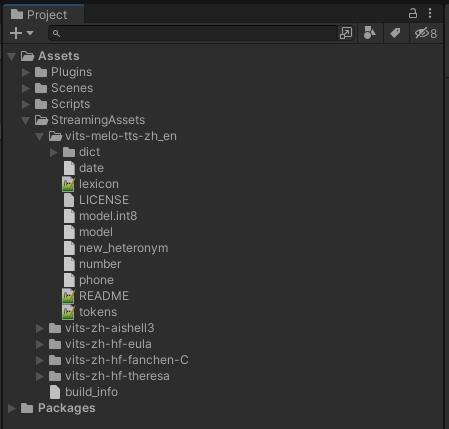 Project
8
Assets
Plugins
Scenes
Scripts
StreamingAssets
vits-melo-tts-zh_en
dict
date
lexicon
LICENSE
model.int8
model
new_heteronym
number
phone
README
tokens
vits-zh-aishell3
vits-zh-hf-eula
vits-zh-hf-fanchen-C
vits-zh-hf-theresa
build_info
Packages